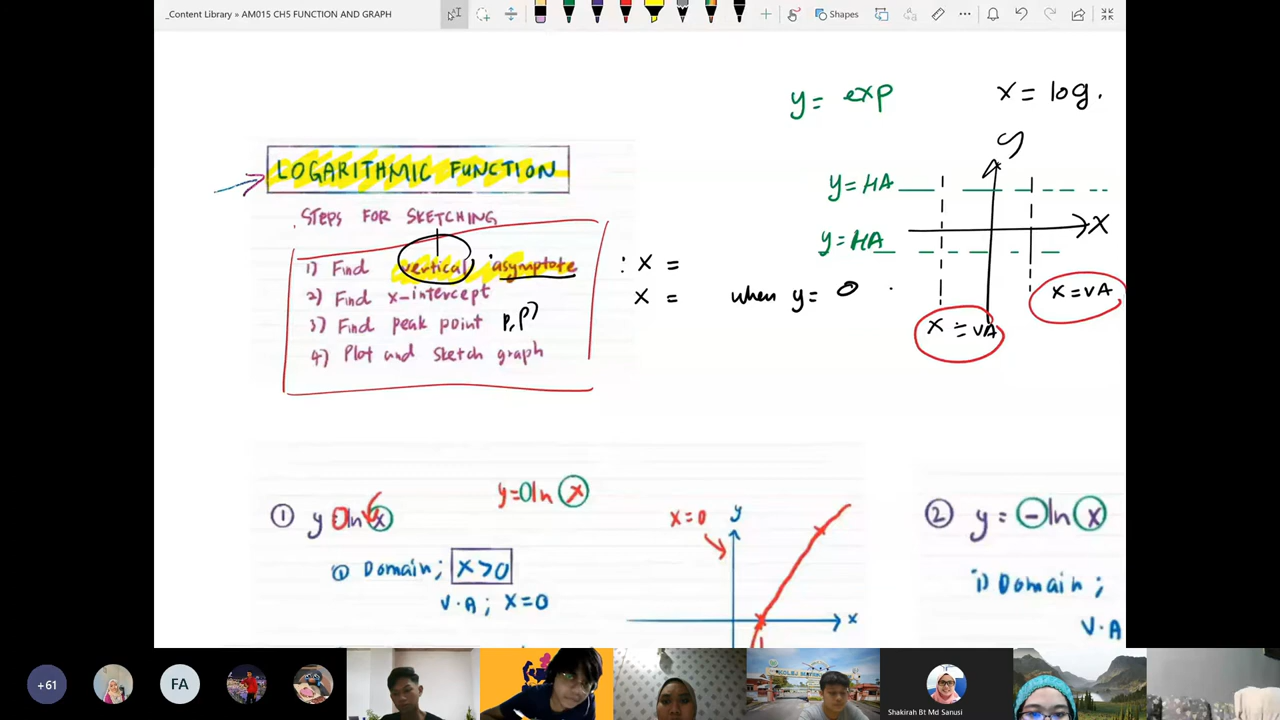 _Content Library » AM015 CH5 FUNCTION AND GRAPH
Shapes
y = exp
x = log.
y
LOGARITHMIC FUNCTION
y = HA
STEPS FOR SKETCHING
x
y = HA
1) Find vertical asymptote : x =
2) Find x-intercept x = when y = 0
x = VA
3) Find peak point P, P)
x = VA
4) Plot and sketch graph
y = ln x
① y ln x
x = 0
y
② y = - ln x
① Domain; x > 0
V.A; x = 0
x
1
i) Domain;
V.A
+61
FA
Shakirah Bt Md Sanusi